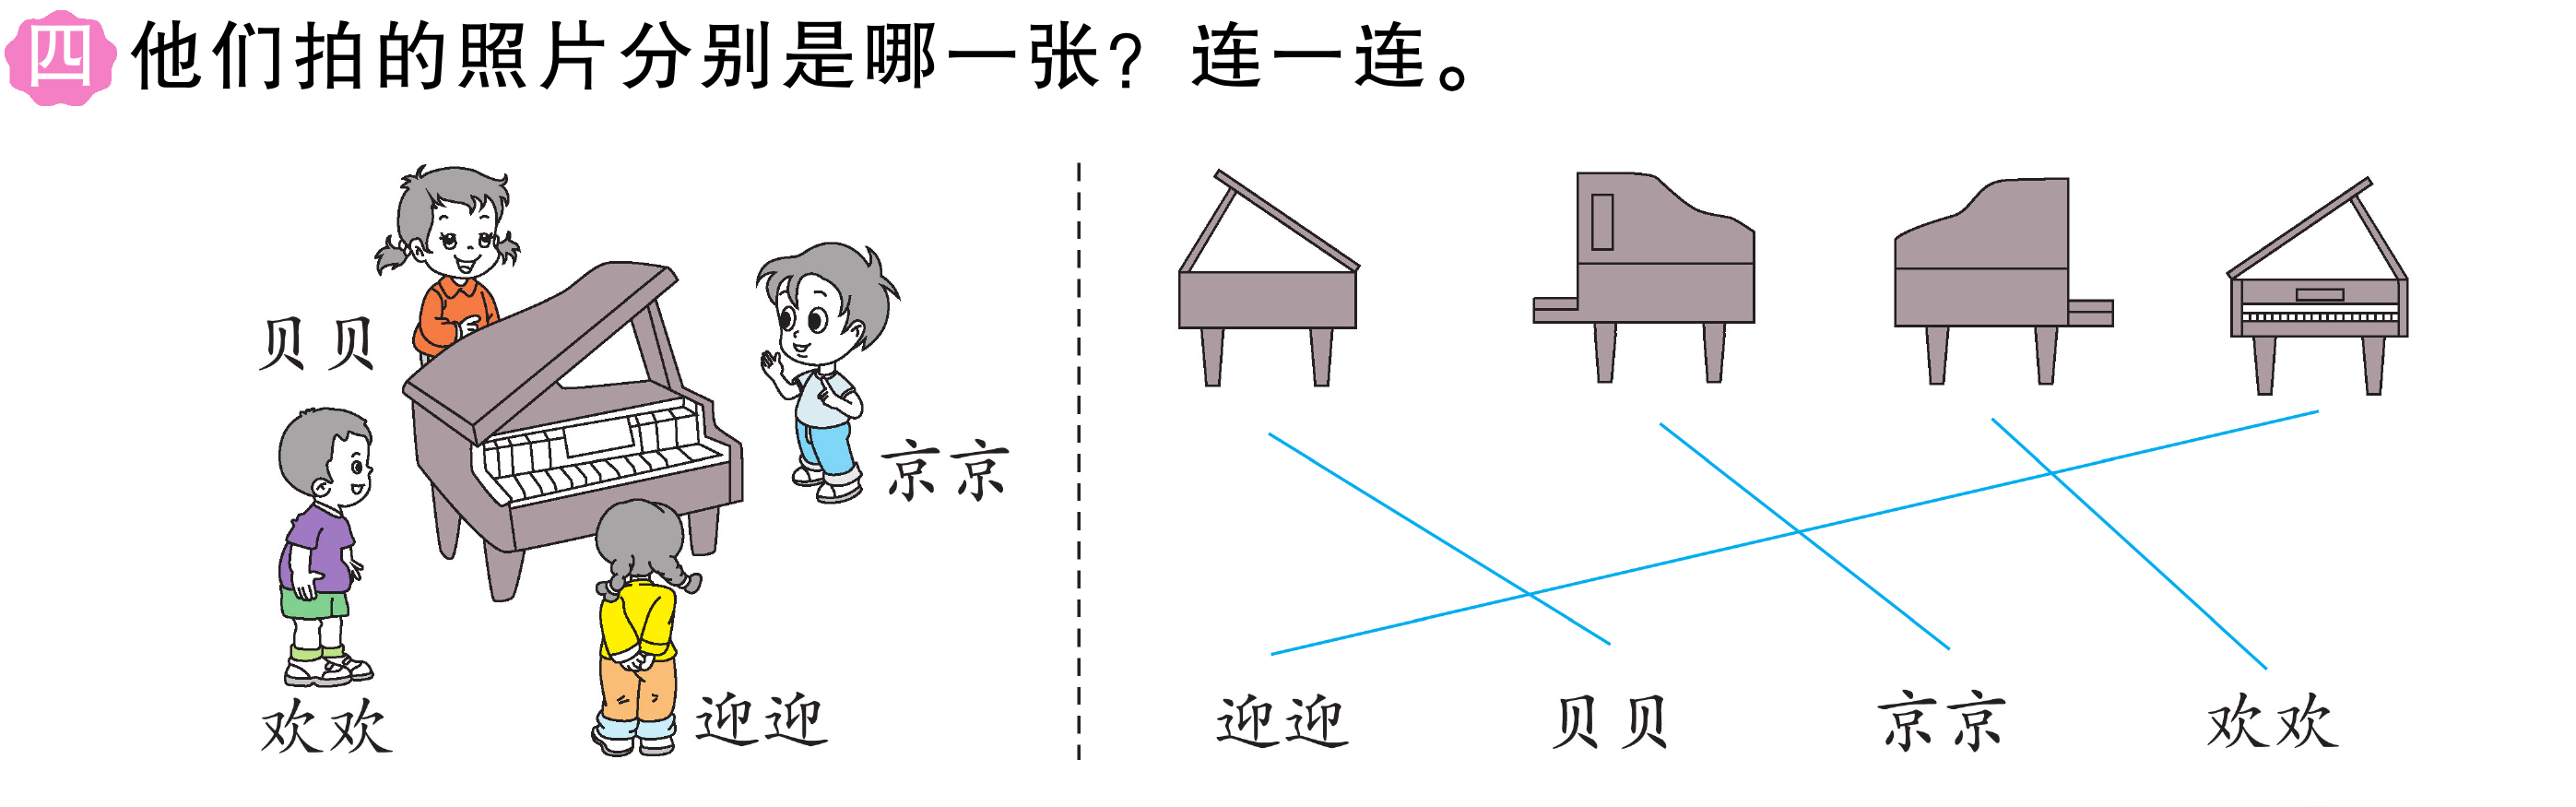 四 他们拍的照片分别是哪一张？连一连。
贝贝
京京
欢欢
迎迎
迎迎 贝贝 京京 欢欢